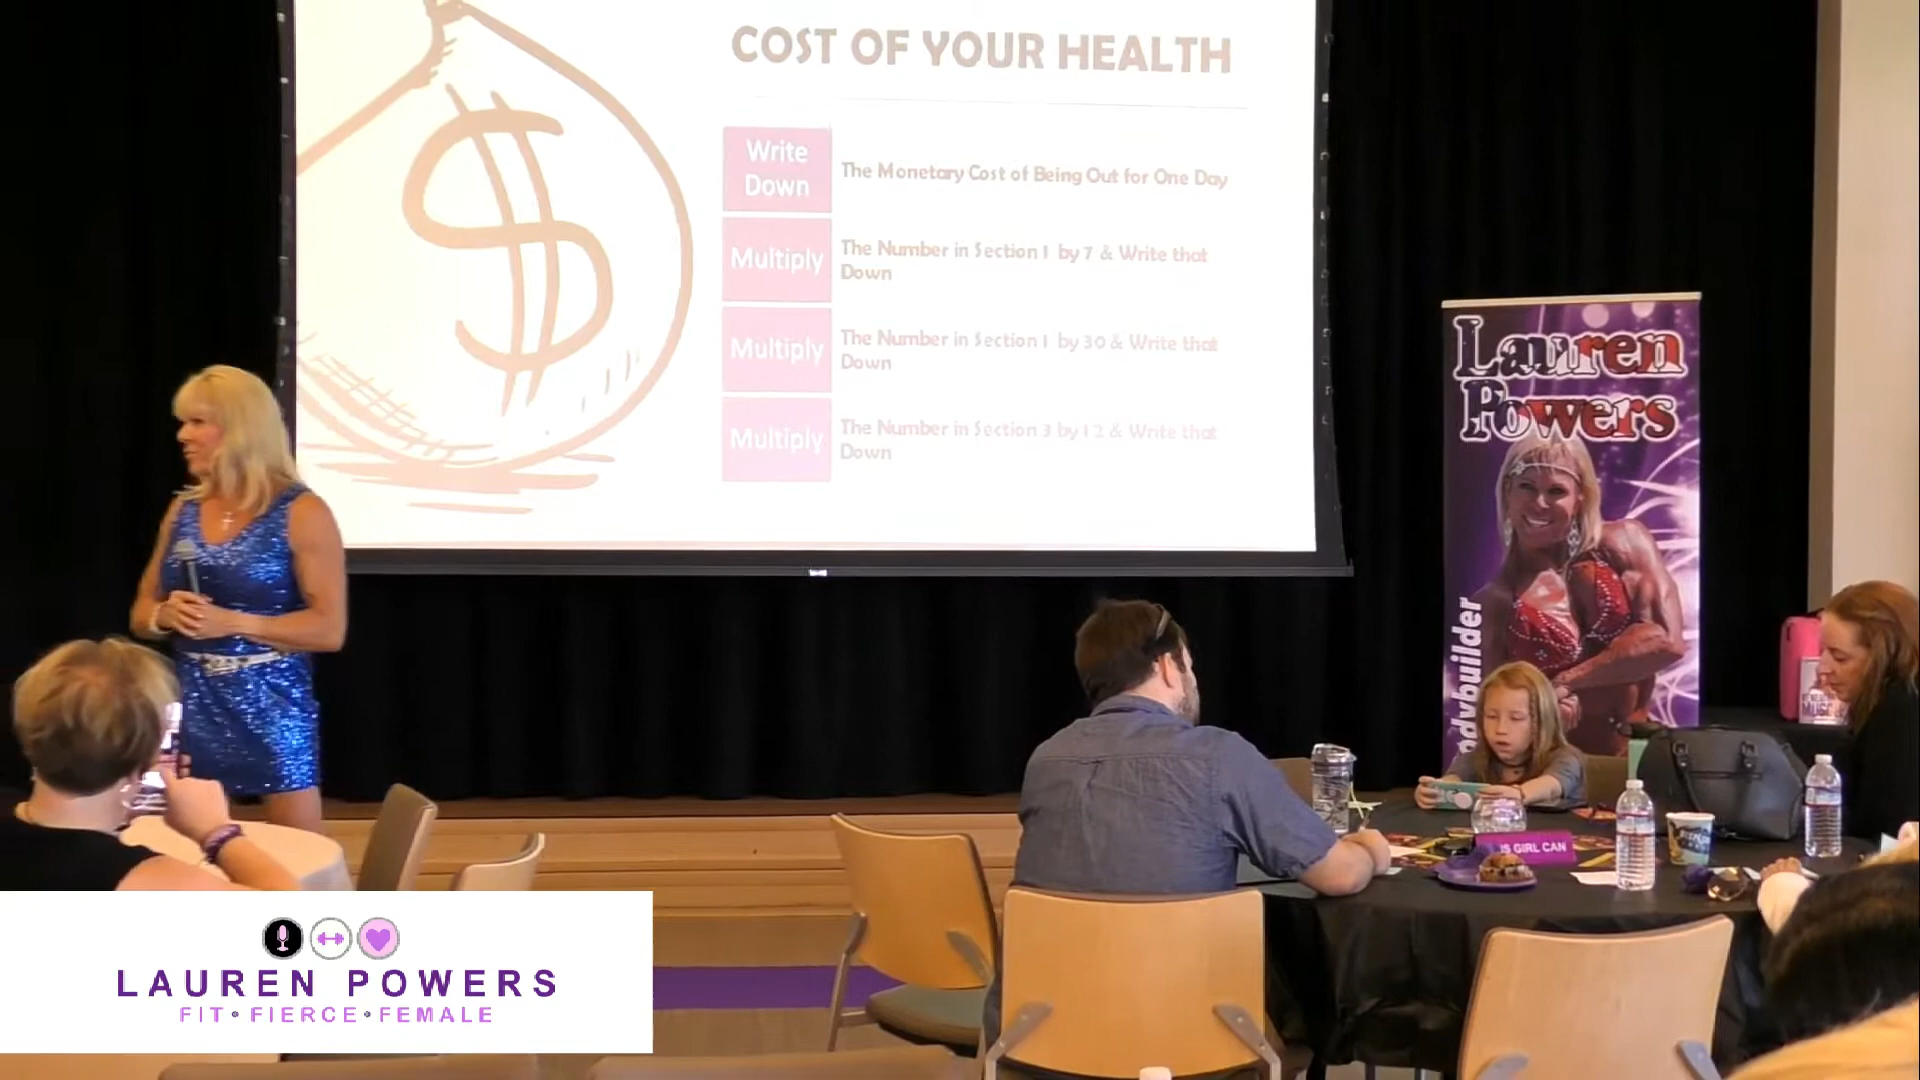 COST OF YOUR HEALTH
Write
Down
The Monetary Cost of Being Out for One Day
Multiply
The Number in Section 1 by 7 & Write that
Down
Multiply
The Number in Section 1 by 30 & Write that
Down
Multiply
The Number in Section 3 by 12 & Write that
Down
Lauren
Powers
odybuilder
IS GIRL CAN
LAUREN POWERS
FIT•FIERCE•FEMALE